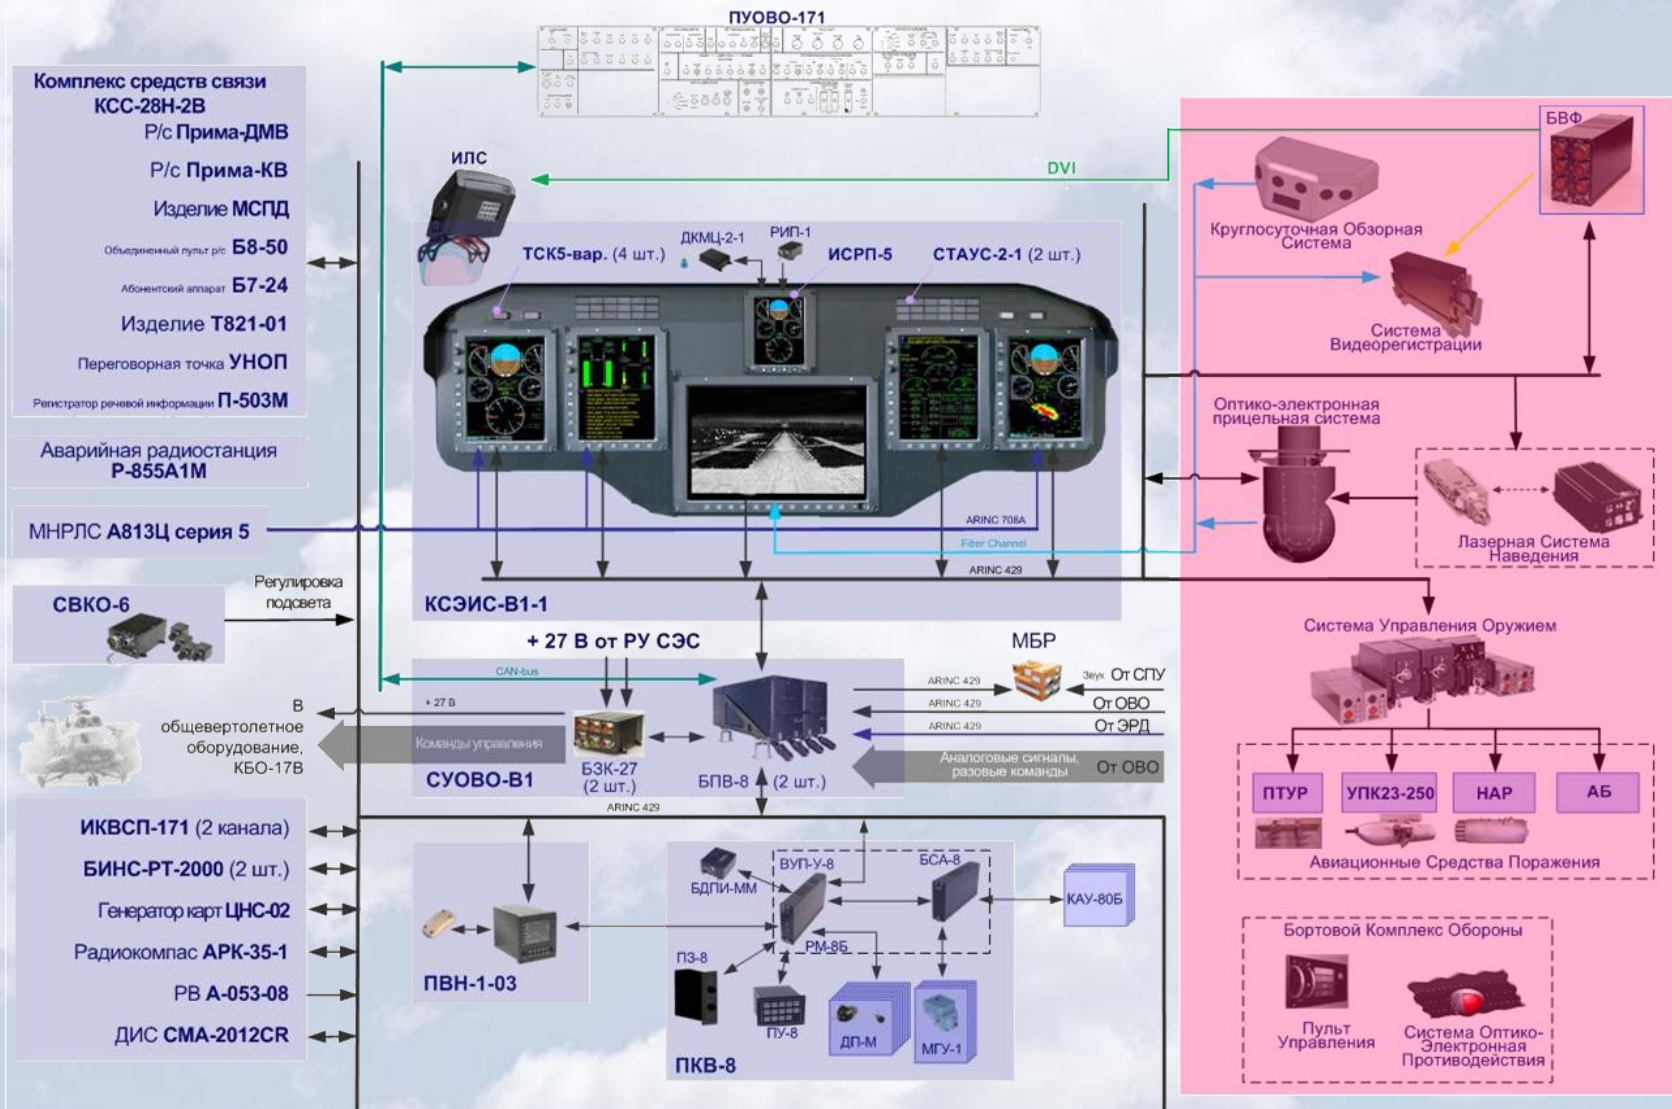 ПУОВО-171
Комплекс средств связи
КСС-28Н-2В
Р/с Прима-ДМВ
Р/с Прима-КВ
Изделие МСПД
Объединенный пульт р/с Б8-50
Абонентский аппарат Б7-24
Изделие Т821-01
Переговорная точка УНОП
Регистратор речевой информации П-503М
Аварийная радиостанция
Р-855А1М
МНРЛС А813Ц серия 5
СВКО-6
Регулировка
подсвета
В
общевертолетное
оборудование,
КБО-17В
ИКВСП-171 (2 канала)
БИНС-РТ-2000 (2 шт.)
Генератор карт ЦНС-02
Радиокомпас АРК-35-1
РВ А-053-08
ДИС СМА-2012CR
ИЛС
DVI
ТСК5-вар. (4 шт.)
ДКМЦ-2-1
РИП-1
ИСРП-5
СТАУС-2-1 (2 шт.)
ARINC 708A
Fiber Channel
ARINC 429
КСЭИС-В1-1
+ 27 В от РУ СЭС
МБР
CAN-bus
ARINC 429
Звук От СПУ
+ 27 В
ARINC 429
От ОВО
ARINC 429
От ЭРД
Команды управления
Аналоговые сигналы,
разовые команды
От ОВО
СУОВО-В1
БЗК-27
(2 шт.)
БПВ-8
(2 шт.)
ARINC 429
ПВН-1-03
БДПИ-ММ
ВУП-У-8
БСА-8
КАУ-80Б
РМ-8Б
ПЗ-8
ПУ-8
ДП-М
МГУ-1
ПКВ-8
БВФ
Круглосуточная Обзорная
Система
Система
Видеорегистрации
Оптико-электронная
прицельная система
Лазерная Система
Наведения
Система Управления Оружием
ПТУР
УПК23-250
НАР
АБ
Авиационные Средства Поражения
Бортовой Комплекс Обороны
Пульт
Управления
Система Оптико-
Электронная
Противодействия